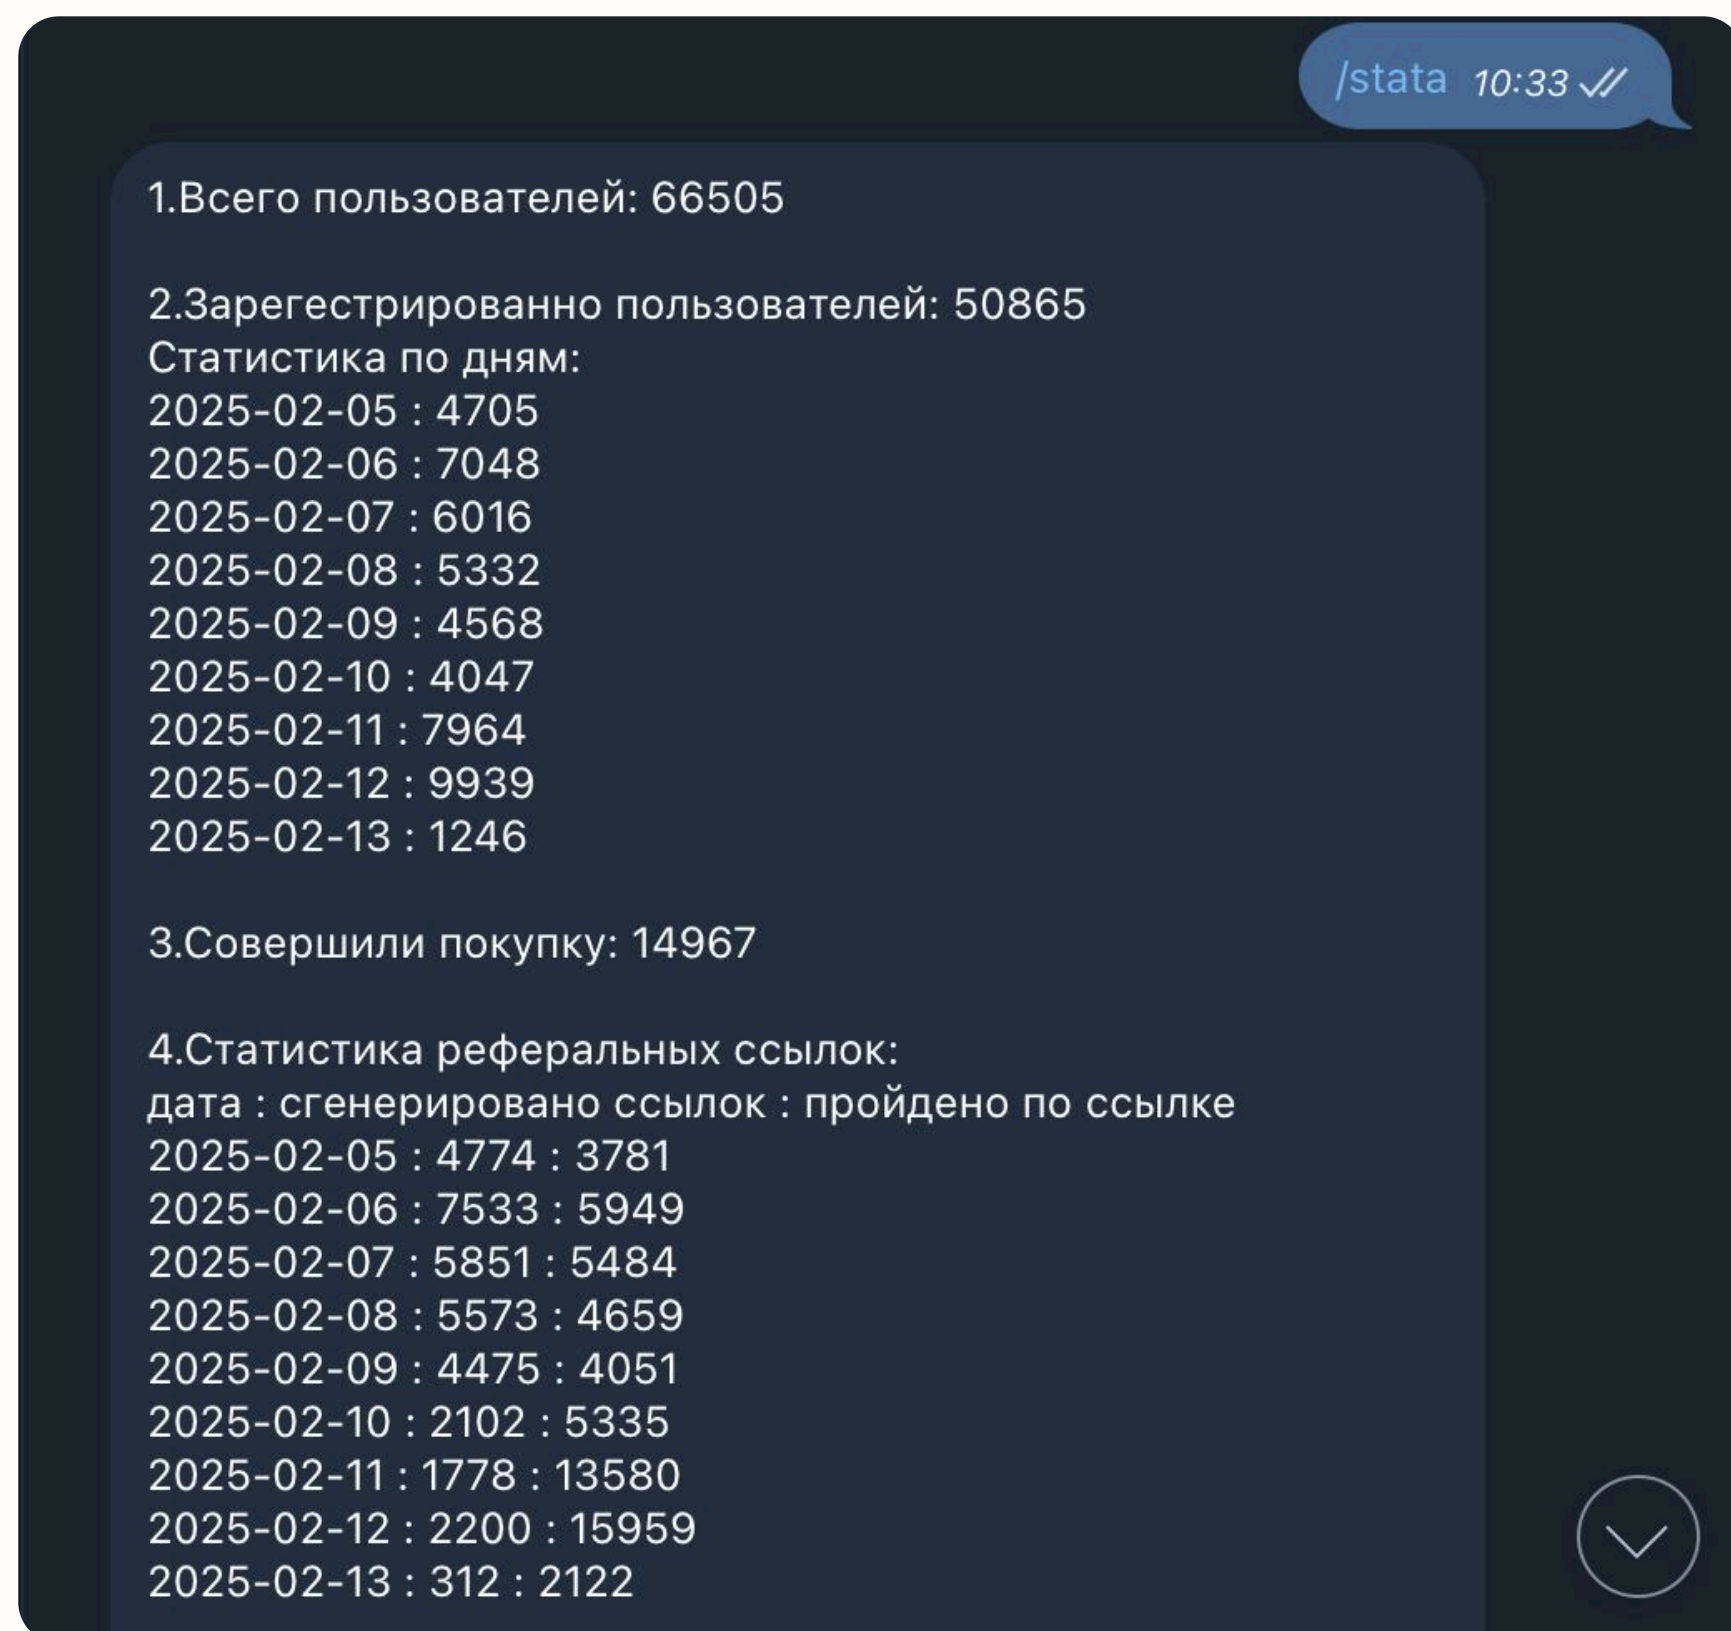 /stata 10:33
1.Всего пользователей: 66505
2.Зарегестрированно пользователей: 50865
Статистика по дням:
2025-02-05 : 4705
2025-02-06 : 7048
2025-02-07 : 6016
2025-02-08 : 5332
2025-02-09 : 4568
2025-02-10 : 4047
2025-02-11 : 7964
2025-02-12 : 9939
2025-02-13 : 1246
3.Совершили покупку: 14967
4.Статистика реферальных ссылок:
дата : сгенерировано ссылок : пройдено по ссылке
2025-02-05 : 4774 : 3781
2025-02-06 : 7533 : 5949
2025-02-07 : 5851 : 5484
2025-02-08 : 5573 : 4659
2025-02-09 : 4475 : 4051
2025-02-10 : 2102 : 5335
2025-02-11 : 1778 : 13580
2025-02-12 : 2200 : 15959
2025-02-13 : 312 : 2122